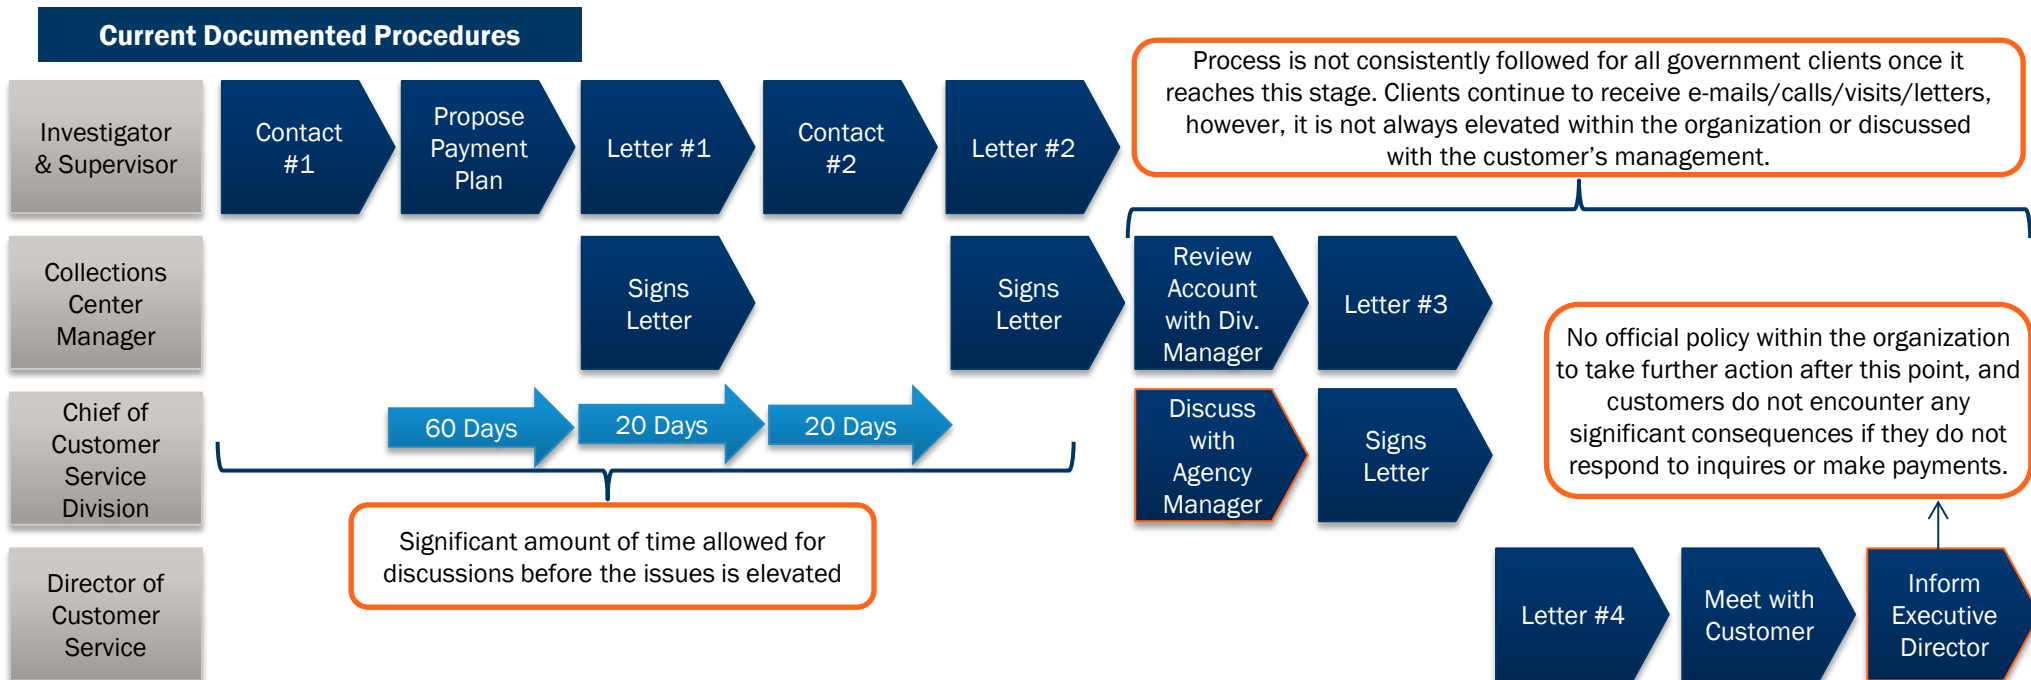 Current Documented Procedures
Process is not consistently followed for all government clients once it
reaches this stage. Clients continue to receive e-mails/calls/visits/letters,
however, it is not always elevated within the organization or discussed
with the customer's management.
Investigator
& Supervisor
Contact
#1
Propose
Payment
Plan
Letter #1
Contact
#2
Letter #2
Collections
Center
Manager
Signs
Letter
Signs
Letter
Review
Account
with Div.
Manager
Letter #3
No official policy within the organization
to take further action after this point, and
customers do not encounter any
significant consequences if they do not
respond to inquires or make payments.
Chief of
Customer
Service
Division
60 Days
20 Days
20 Days
Discuss
with
Agency
Manager
Signs
Letter
Significant amount of time allowed for
discussions before the issues is elevated
Director of
Customer
Service
Letter #4
Meet with
Customer
Inform
Executive
Director